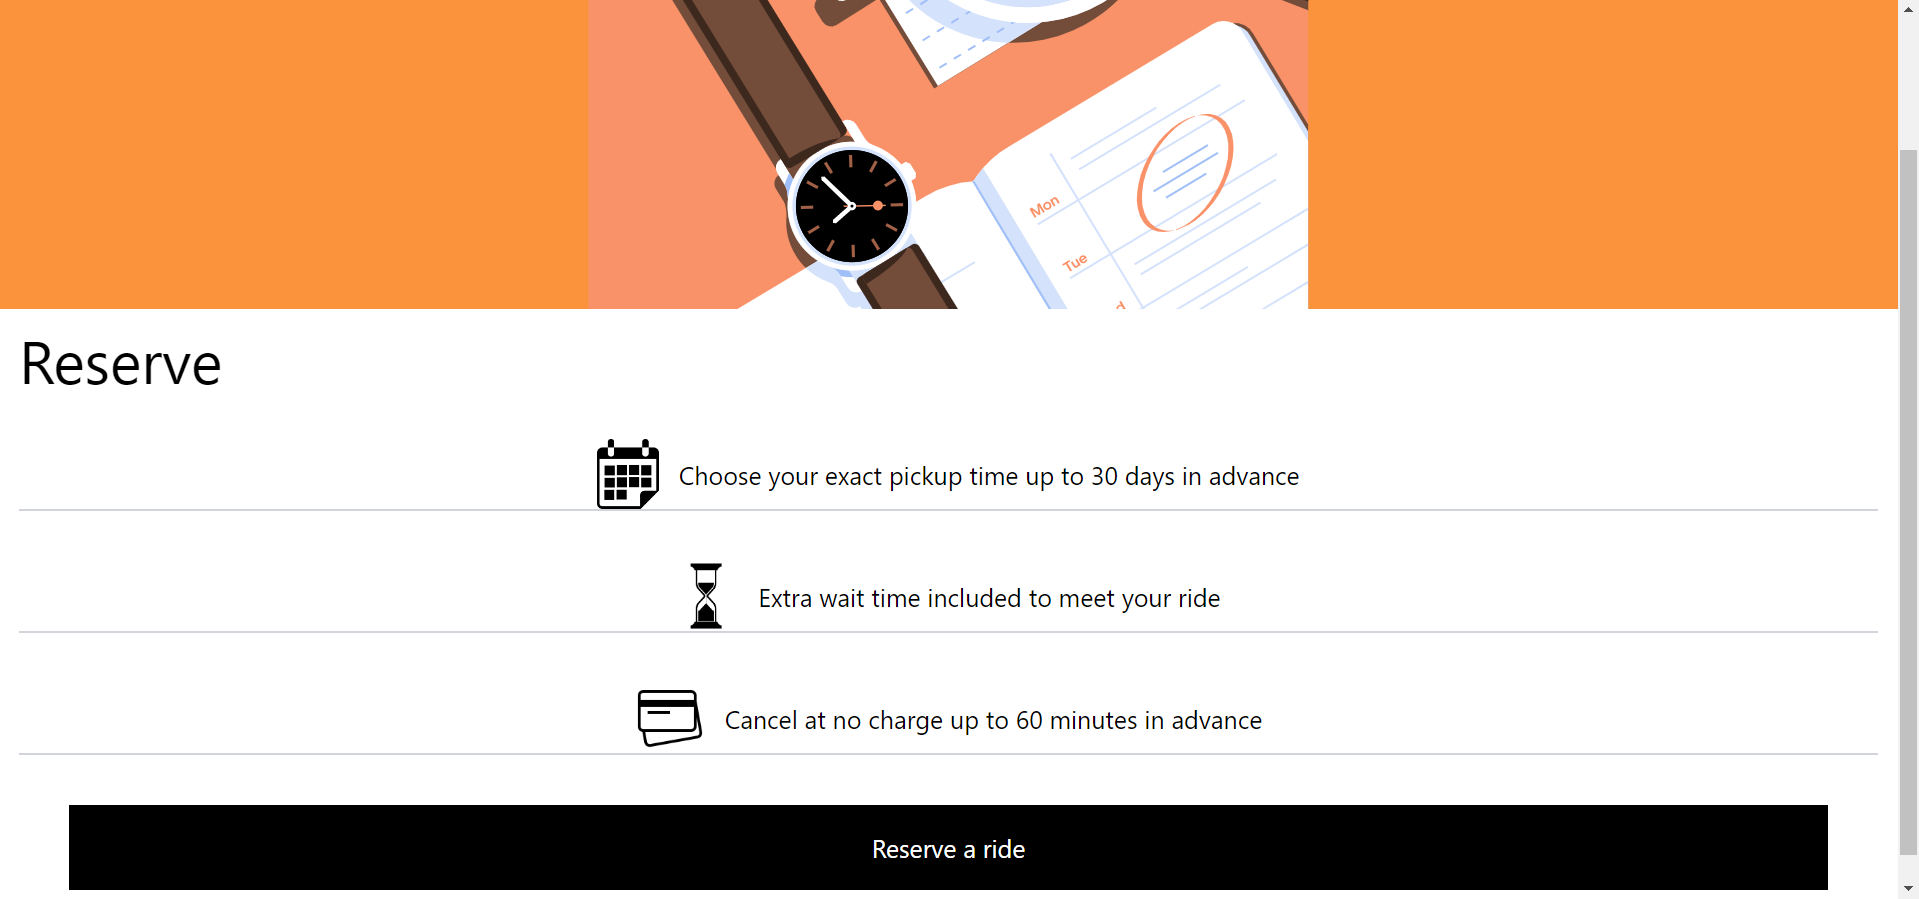 Mon
Tue
d
Reserve
Choose your exact pickup time up to 30 days in advance
Extra wait time included to meet your ride
Cancel at no charge up to 60 minutes in advance
Reserve a ride